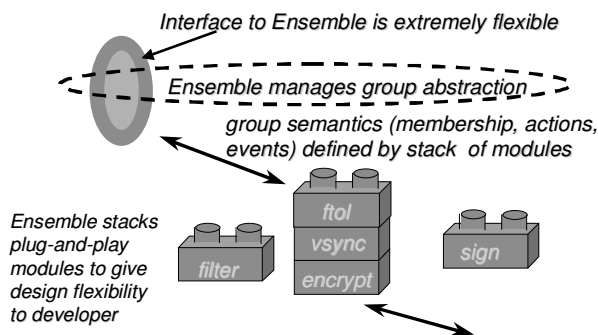 Interface to Ensemble is extremely flexible
Ensemble manages group abstraction
group semantics (membership, actions,
events) defined by stack of modules
ftol
vsync
encrypt
filter
sign
Ensemble stacks
plug-and-play
modules to give
design flexibility
to developer